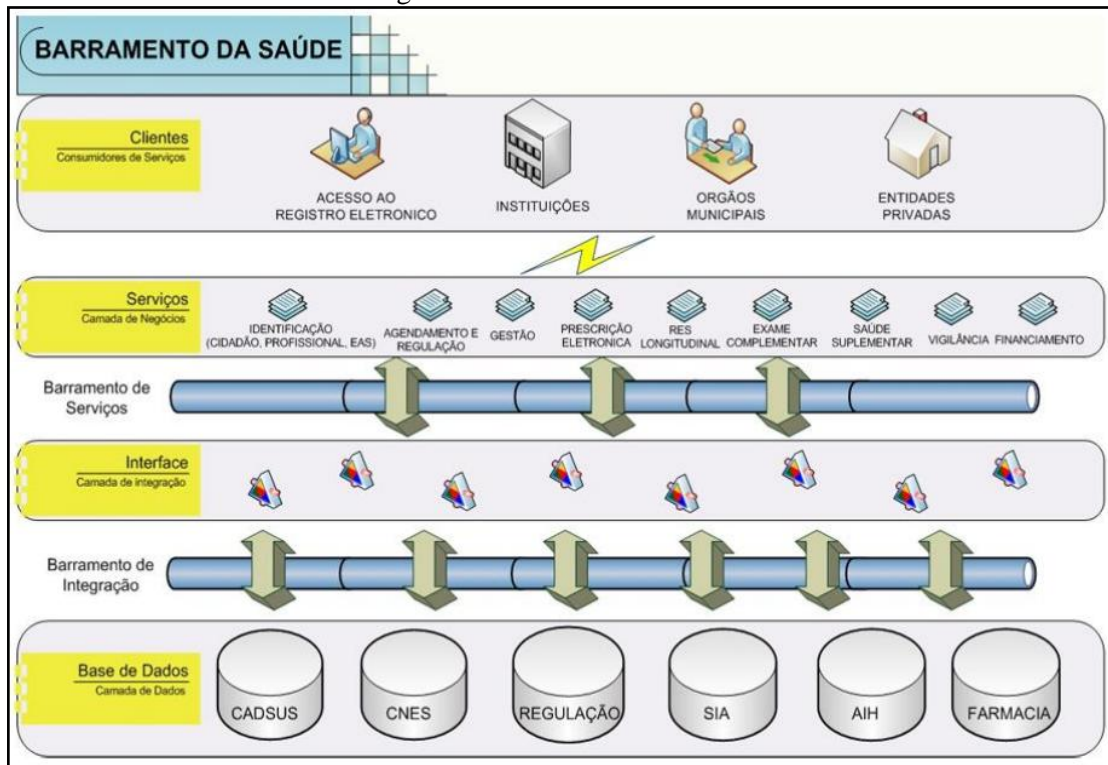 BARRAMENTO DA SAÚDE
Clientes
Consumidores de Serviços
ACESSO AO
REGISTRO ELETRONICO
INSTITUIÇÕES
ORGÃOS
MUNICIPAIS
ENTIDADES
PRIVADAS
Serviços
Camada de Negócios
IDENTIFICAÇÃO
(CIDADÃO, PROFISSIONAL, EAS)
AGENDAMENTO E
REGULAÇÃO
GESTÃO
PRESCRIÇÃO
ELETRONICA
RES
LONGITUDINAL
EXAME
COMPLEMENTAR
SAÚDE
SUPLEMENTAR
VIGILÂNCIA
FINANCIAMENTO
Barramento de
Serviços
Interface
Camada de integração
Barramento de
Integração
Base de Dados
Camada de Dados
CADSUS
CNES
REGULAÇÃO
SIA
AIH
FARMACIA